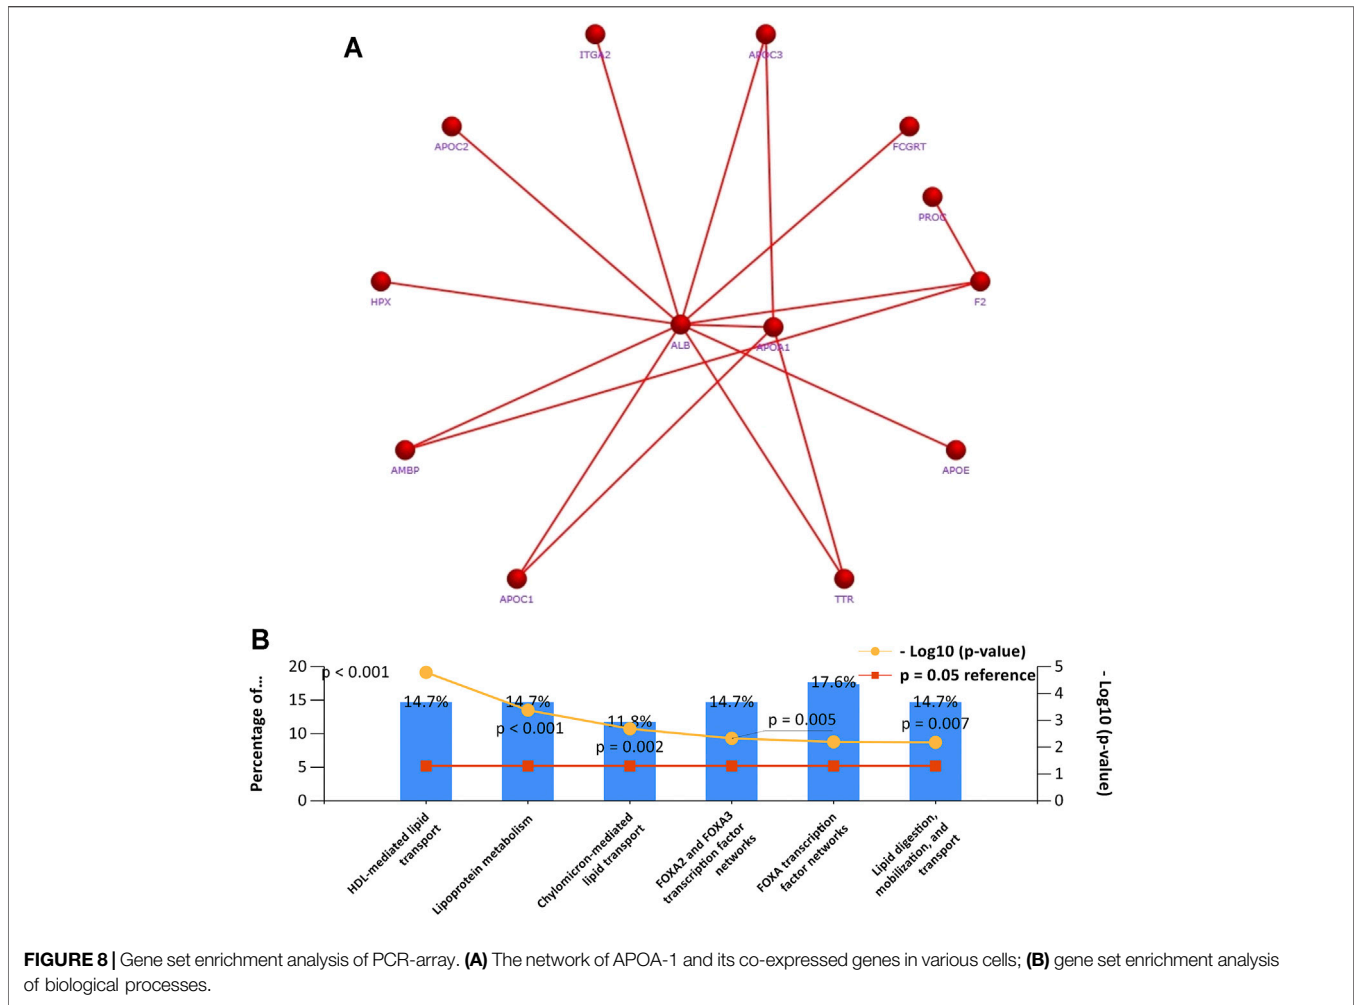 A
ITGA2
APOC3
APOC2
FCGRT
PROC
HPX
F2
ALB
APOA1
AMBP
APOE
APOC1
TTR
B
- Log10 (p-value)
p = 0.05 reference
Percentage of...
20
15
10
5
0
p < 0.001
14.7%
14.7%
p < 0.001
11.8%
p = 0.002
14.7%
p = 0.005
17.6%
14.7%
p = 0.007
5
4
3
2
1
0
- Log10 (p-value)
HDL-mediated lipid
transport
Lipoprotein metabolism
Chylomicron-mediated
lipid transport
FOXA2 and FOXA3
transcription factor
networks
FOXA transcription
factor networks
Lipid digestion,
mobilization, and
transport
FIGURE 8 | Gene set enrichment analysis of PCR-array. (A) The network of APOA-1 and its co-expressed genes in various cells; (B) gene set enrichment analysis
of biological processes.